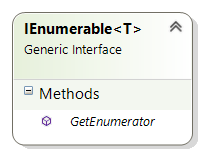 IEnumerable<T>
Generic Interface
Methods
GetEnumerator